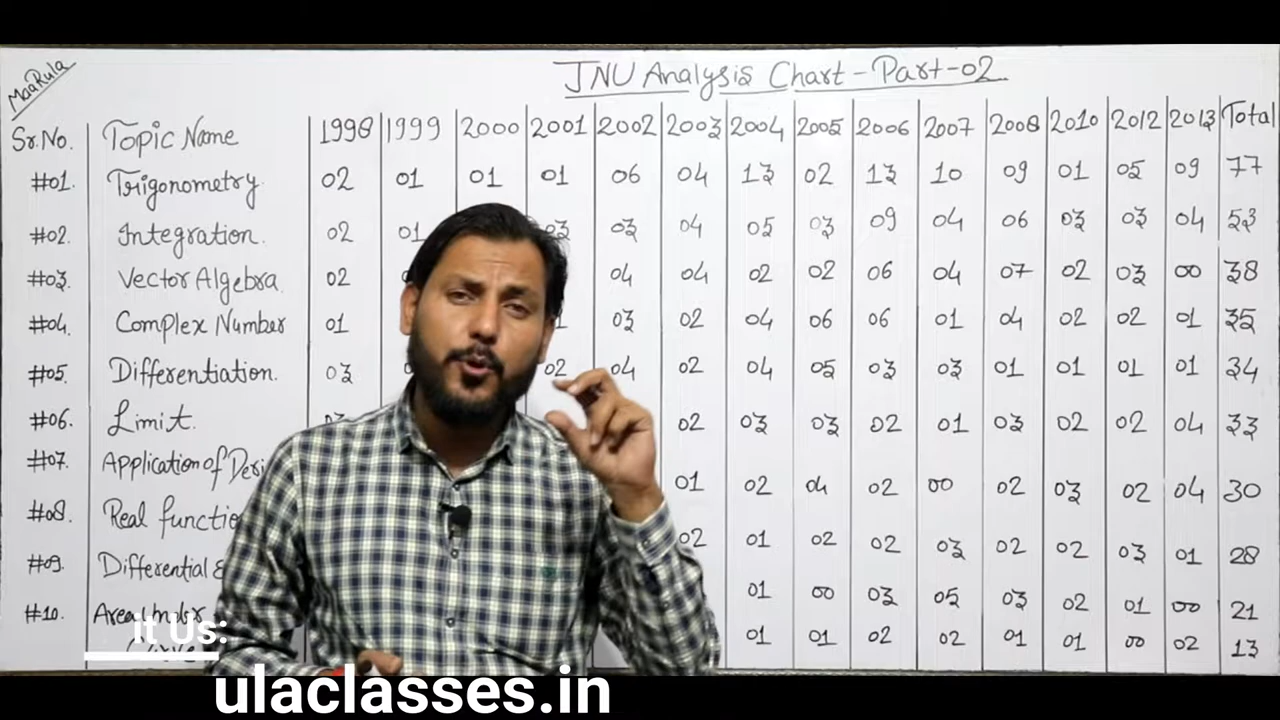 MaaRula
JNU Analysis Chart - Part-02
Sr.No. Topic Name 1998 1999 2000 2001 2002 2003 2004 2005 2006 2007 2008 2010 2012 2013 Total
#01. Trigonometry 02 01 01 01 06 04 13 02 13 10 09 01 05 09 77
#02. Integration. 02 01 03 03 04 05 03 09 04 06 03 03 04 53
#03. Vector Algebra 02 04 04 02 02 06 04 07 02 03 00 38
#04. Complex Number 01 03 02 04 06 06 01 04 02 02 01 35
#05. Differentiation. 03 02 04 02 04 05 03 03 01 01 01 01 34
#06. Limit. 02 03 03 02 01 03 02 02 04 33
#07. Application of Deri 01 02 04 02 00 02 03 02 04 30
#08. Real functio 02 01 02 02 03 02 02 03 01 28
#09. Differential 01 00 03 05 03 02 01 00 21
#10. Area 01 01 02 02 01 01 00 02 13
it Us:
ulaclasses.in